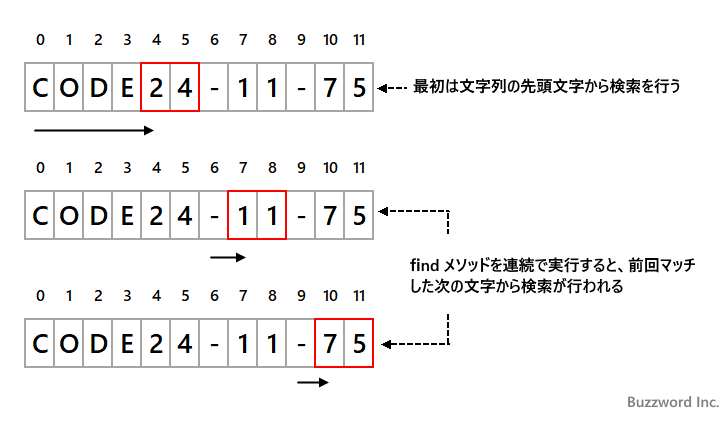 0 1 2 3 4 5 6 7 8 9 10 11
C O D E 2 4 - 1 1 - 7 5
最初は文字列の先頭文字から検索を行う
0 1 2 3 4 5 6 7 8 9 10 11
C O D E 2 4 - 1 1 - 7 5
find メソッドを連続で実行すると、前回マッチ
した次の文字から検索が行われる
0 1 2 3 4 5 6 7 8 9 10 11
C O D E 2 4 - 1 1 - 7 5
Buzzword Inc.